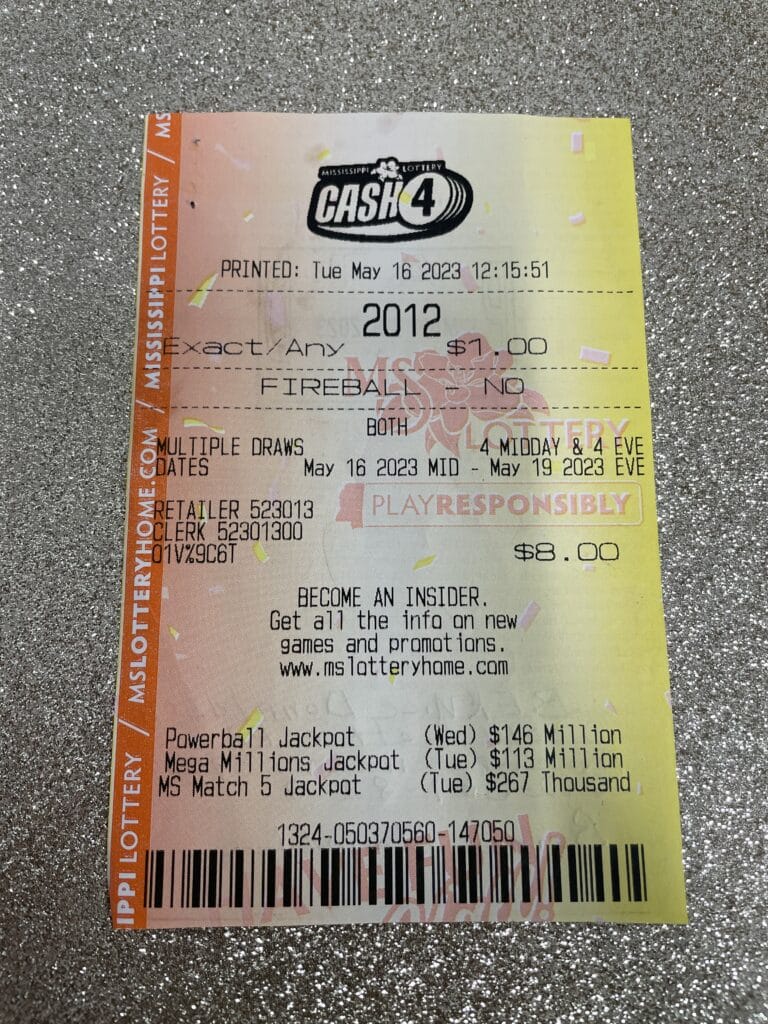 MISSISSIPPI LOTTERY
CASH 4
PRINTED: Tue May 16 2023 12:15:51
2012
Exact/Any $1.00
FIREBALL - NO
BOTH
MULTIPLE DRAWS 4 MIDDAY & 4 EVE
DATES May 16 2023 MID - May 19 2023 EVE
MS LOTTERY
PLAYRESPONSIBLY
RETAILER 523013
CLERK 52301300
01V%9C6T $8.00
BECOME AN INSIDER.
Get all the info on new
games and promotions.
www.mslotteryhome.com
Powerball Jackpot (Wed) $146 Million
Mega Millions Jackpot (Tue) $113 Million
MS Match 5 Jackpot (Tue) $267 Thousand
1324-050370560-147050
IPPI LOTTERY / MSLOTTERYHOME.COM / MISSISSIPPI LOTTERY / MS